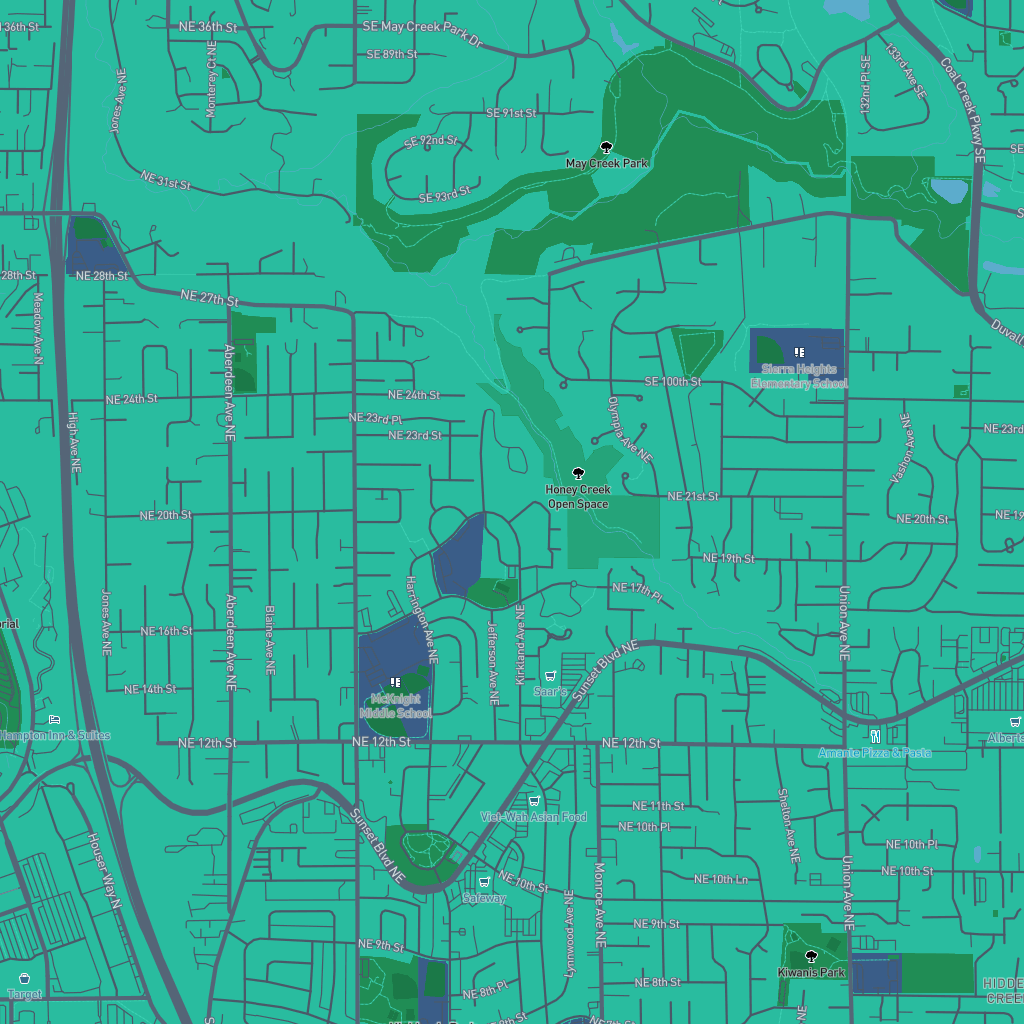 36th St
NE 36th St
SE May Creek Park Dr
SE 89th St
Monterey Ct NE
Jones Ave NE
132nd Pl SE
133rd Ave SE
Coal Creek Pkwy SE
SE 91st St
SE 92nd St
SE 93rd St
May Creek Park
NE 31st St
SE
28th St
NE 28th St
NE 27th St
Meadow Ave N
Duvall
Aberdeen Ave NE
Sierra Heights
Elementary School
SE 100th St
NE 24th St
NE 24th St
NE 23rd Pl
NE 23rd St
NE 23rd
High Ave NE
Olympia Ave NE
Vashon Ave NE
Honey Creek
Open Space
NE 21st St
NE 20th St
NE 20th St
NE 19th
NE 19th St
NE 17th Pl
Harrington Ave NE
Jones Ave NE
Aberdeen Ave NE
Blaine Ave NE
Jefferson Ave NE
Kirkland Ave NE
Union Ave NE
NE 16th St
Sunset Blvd NE
NE 14th St
McKnight
Middle School
Saar's
Hampton Inn & Suites
NE 12th St
NE 12th St
NE 12th St
Amante Pizza & Pasta
Viet-Wah Asian Food
NE 11th St
NE 10th Pl
Shelton Ave NE
NE 10th Pl
NE 10th St
NE 10th Ln
Sunset Blvd NE
Houser Way N
Safeway
NE 10th St
Monroe Ave NE
Lynnwood Ave NE
Union Ave NE
NE 9th St
NE 9th St
NE 8th Pl
NE 8th St
Kiwanis Park
Target